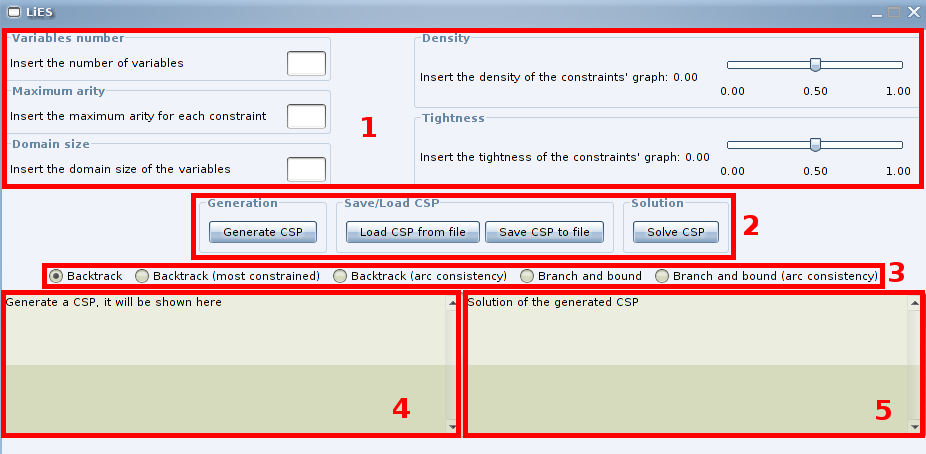 LiES
Variables number
Insert the number of variables
Maximum arity
Insert the maximum arity for each constraint
Domain size
Insert the domain size of the variables
1
Density
Insert the density of the constraints' graph: 0.00
0.00 0.50 1.00
Tightness
Insert the tightness of the constraints' graph: 0.00
0.00 0.50 1.00
Generation Save/Load CSP Solution
Generate CSP Load CSP from file Save CSP to file Solve CSP
2
Backtrack Backtrack (most constrained) Backtrack (arc consistency) Branch and bound Branch and bound (arc consistency)
3
Generate a CSP, it will be shown here
4
Solution of the generated CSP
5